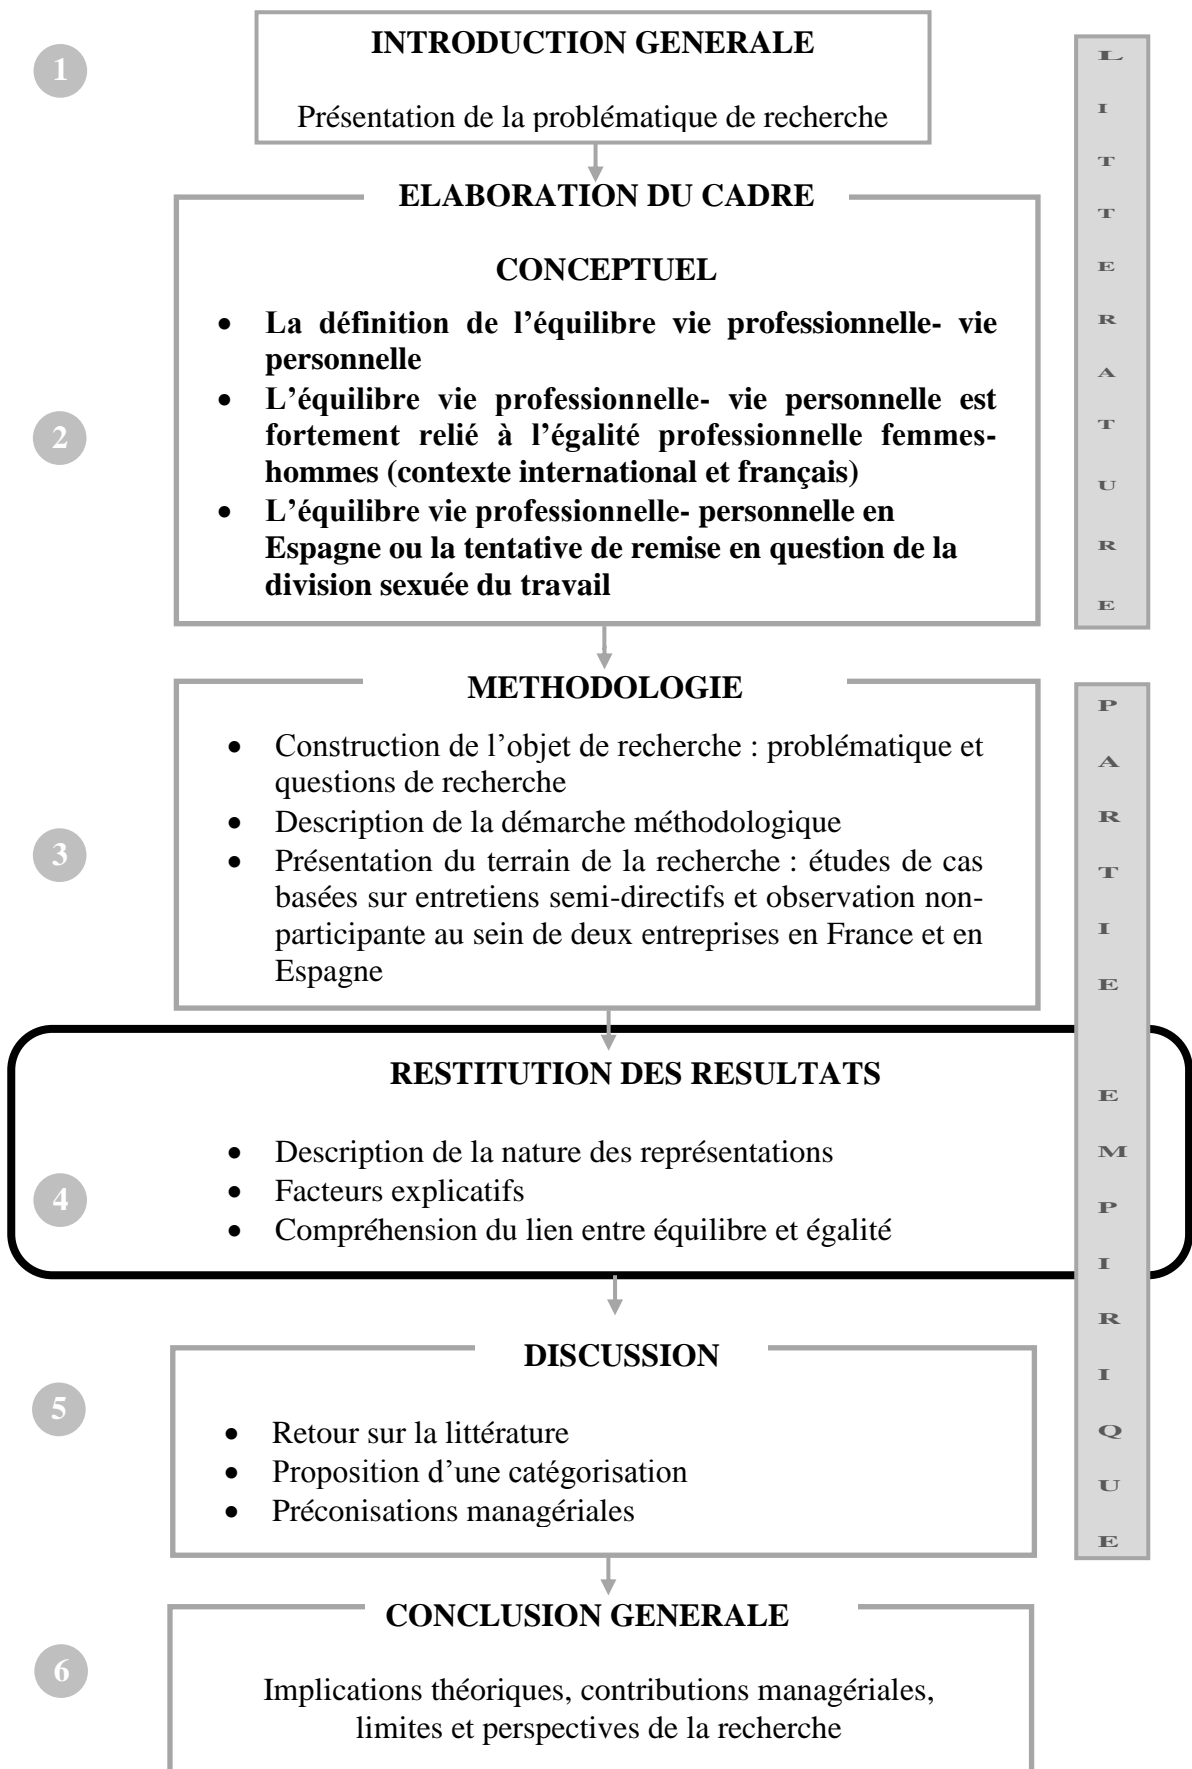 1
INTRODUCTION GENERALE
Présentation de la problématique de recherche
ELABORATION DU CADRE
CONCEPTUEL
2
• La définition de l’équilibre vie professionnelle- vie
personnelle
• L’équilibre vie professionnelle- vie personnelle est
fortement relié à l’égalité professionnelle femmes-
hommes (contexte international et français)
• L’équilibre vie professionnelle- personnelle en
Espagne ou la tentative de remise en question de la
division sexuée du travail
LITTERATURE
METHODOLOGIE
3
• Construction de l’objet de recherche : problématique et
questions de recherche
• Description de la démarche méthodologique
• Présentation du terrain de la recherche : études de cas
basées sur entretiens semi-directifs et observation non-
participante au sein de deux entreprises en France et en
Espagne
RESTITUTION DES RESULTATS
4
• Description de la nature des représentations
• Facteurs explicatifs
• Compréhension du lien entre équilibre et égalité
DISCUSSION
5
• Retour sur la littérature
• Proposition d’une catégorisation
• Préconisations managériales
PARTIE EMPIRIQUE
CONCLUSION GENERALE
6
Implications théoriques, contributions managériales,
limites et perspectives de la recherche